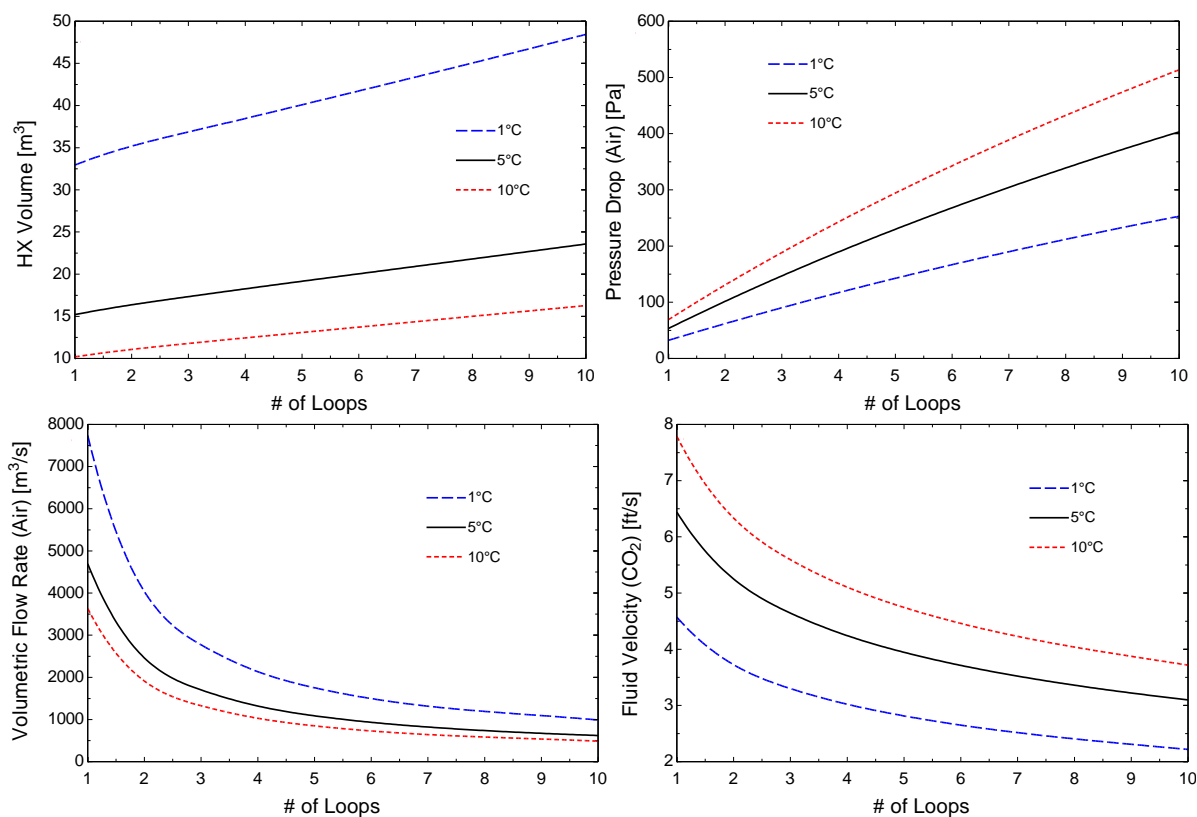 HX Volume [m³]
50
45
40
35
30
25
20
15
10
1 2 3 4 5 6 7 8 9 10
# of Loops
1°C
5°C
10°C
Pressure Drop (Air) [Pa]
600
500
400
300
200
100
0
1 2 3 4 5 6 7 8 9 10
# of Loops
1°C
5°C
10°C
Volumetric Flow Rate (Air) [m³/s]
8000
7000
6000
5000
4000
3000
2000
1000
0
1 2 3 4 5 6 7 8 9 10
# of Loops
1°C
5°C
10°C
Fluid Velocity (CO₂) [ft/s]
8
7
6
5
4
3
2
1 2 3 4 5 6 7 8 9 10
# of Loops
1°C
5°C
10°C